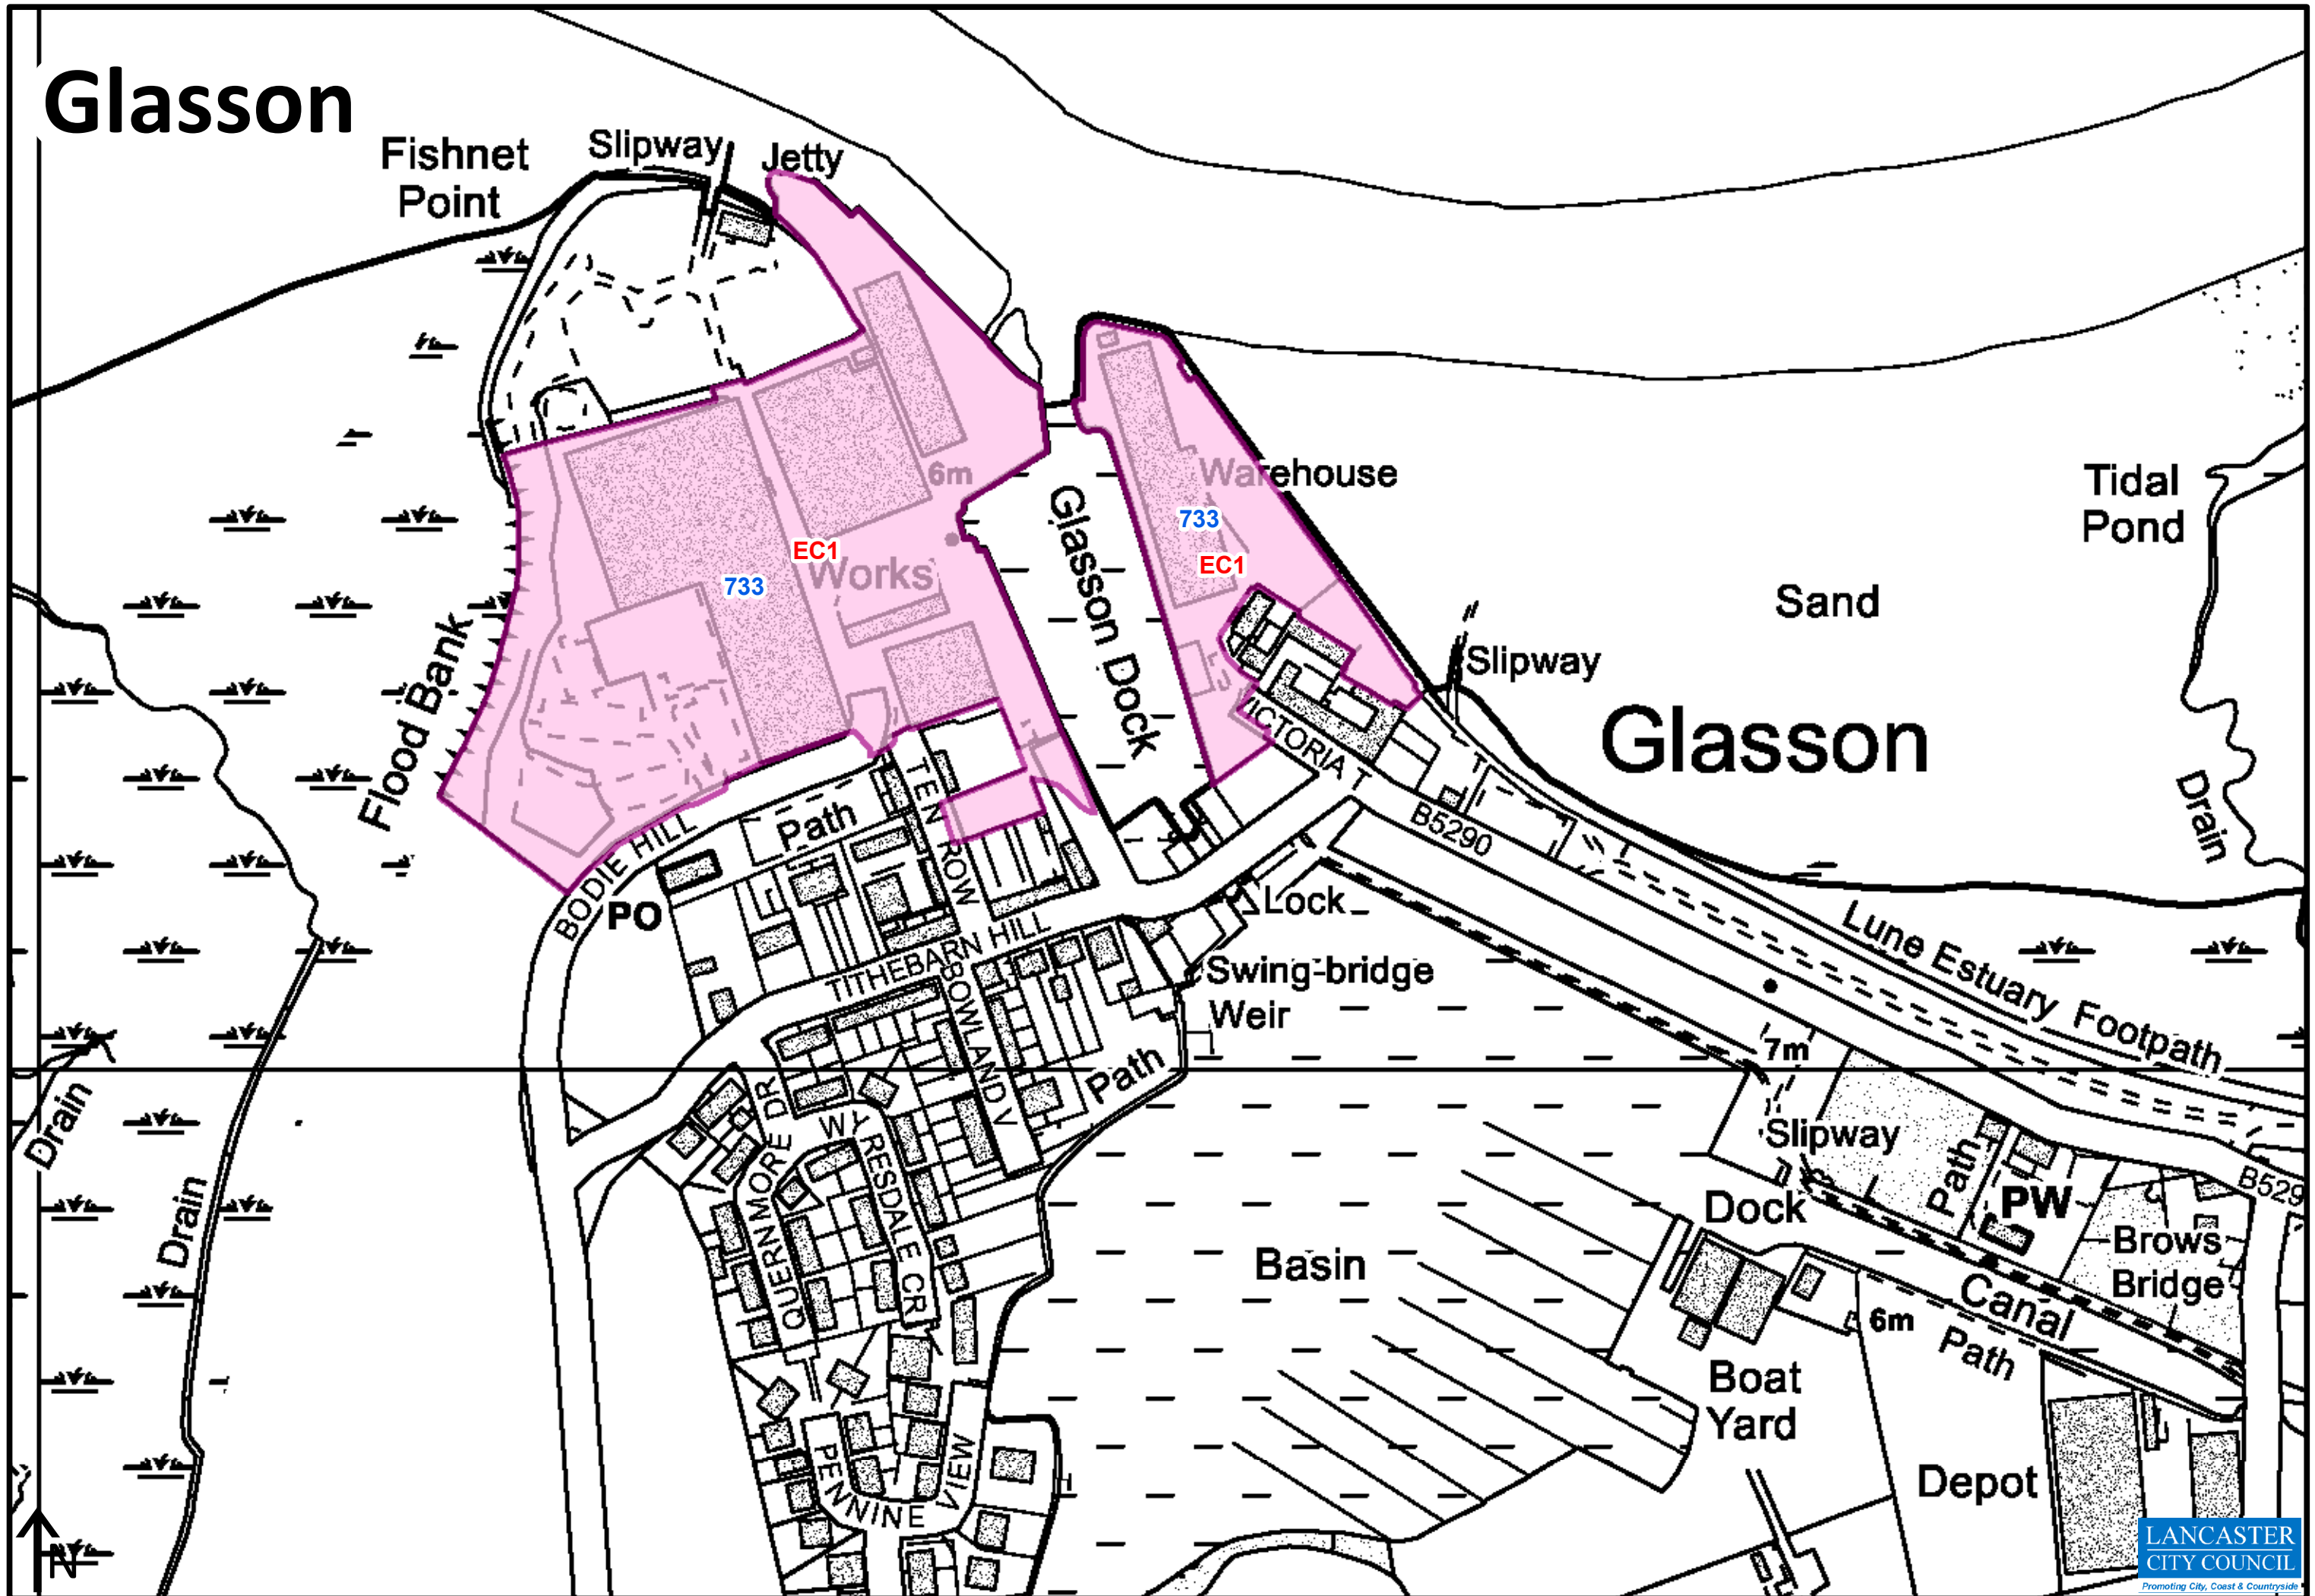 Glasson
Fishnet
Point
Slipway
Jetty
6m
Warehouse
733
EC1
EC1
733
Works
Glasson Dock
Tidal
Pond
Sand
Slipway
Glasson
Flood Bank
VICTORIA T
B5290
Drain
TEN ROW
Path
BODIE HILL
PO
Lock
TITHEBARN HILL
Swing-bridge
Weir
Lune Estuary Footpath
BOWLAND V
Path
7m
Drain
Drain
QUERNMORE DR
WYRESDALE CR
Slipway
Path
PW
B529
Dock
Brows
Bridge
Basin
Canal
6m
Path
Boat
Yard
PENNINE VIEW
Depot
N
LANCASTER
CITY COUNCIL
Promoting City, Coast & Countryside